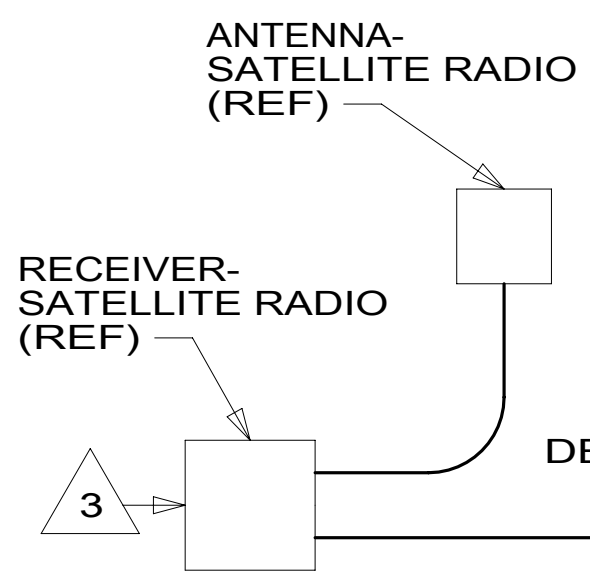 ANTENNA-
SATELLITE RADIO
(REF)
RECEIVER-
SATELLITE RADIO
(REF)
3